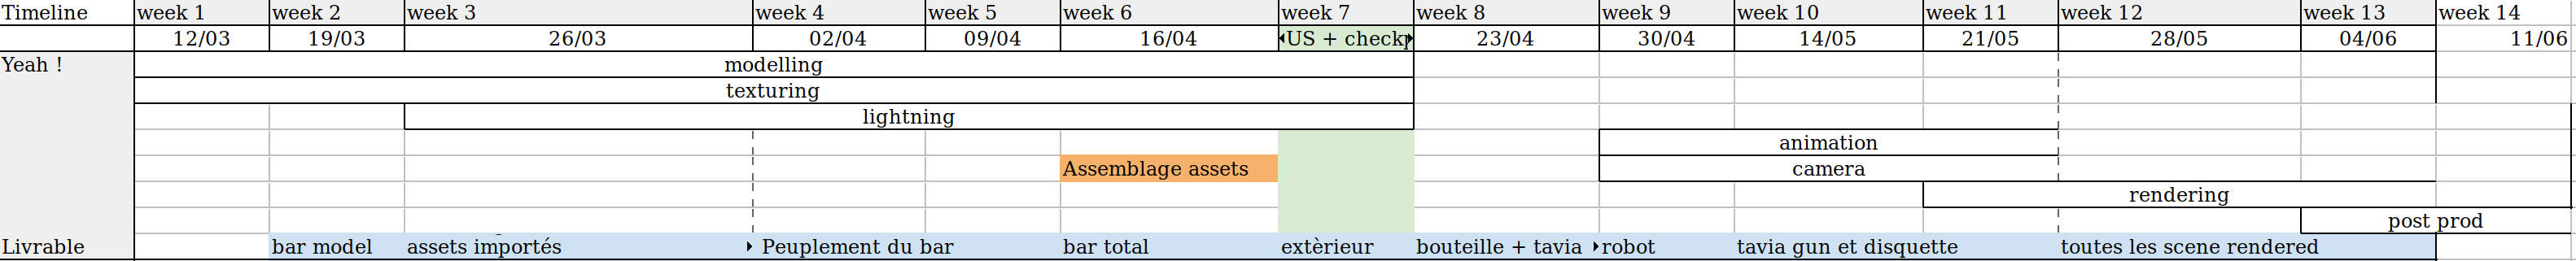 Timeline week 1 week 2 week 3 week 4 week 5 week 6 week 7 week 8 week 9 week 10 week 11 week 12 week 13 week 14
12/03 19/03 26/03 02/04 09/04 16/04 US + check 23/04 30/04 14/05 21/05 28/05 04/06 11/06
Yeah ! modelling
texturing
lightning
animation
Assemblage assets camera
rendering
post prod
Livrable bar model assets importés Peuplement du bar bar total extèrieur bouteille + tavia robot tavia gun et disquette toutes les scene rendered